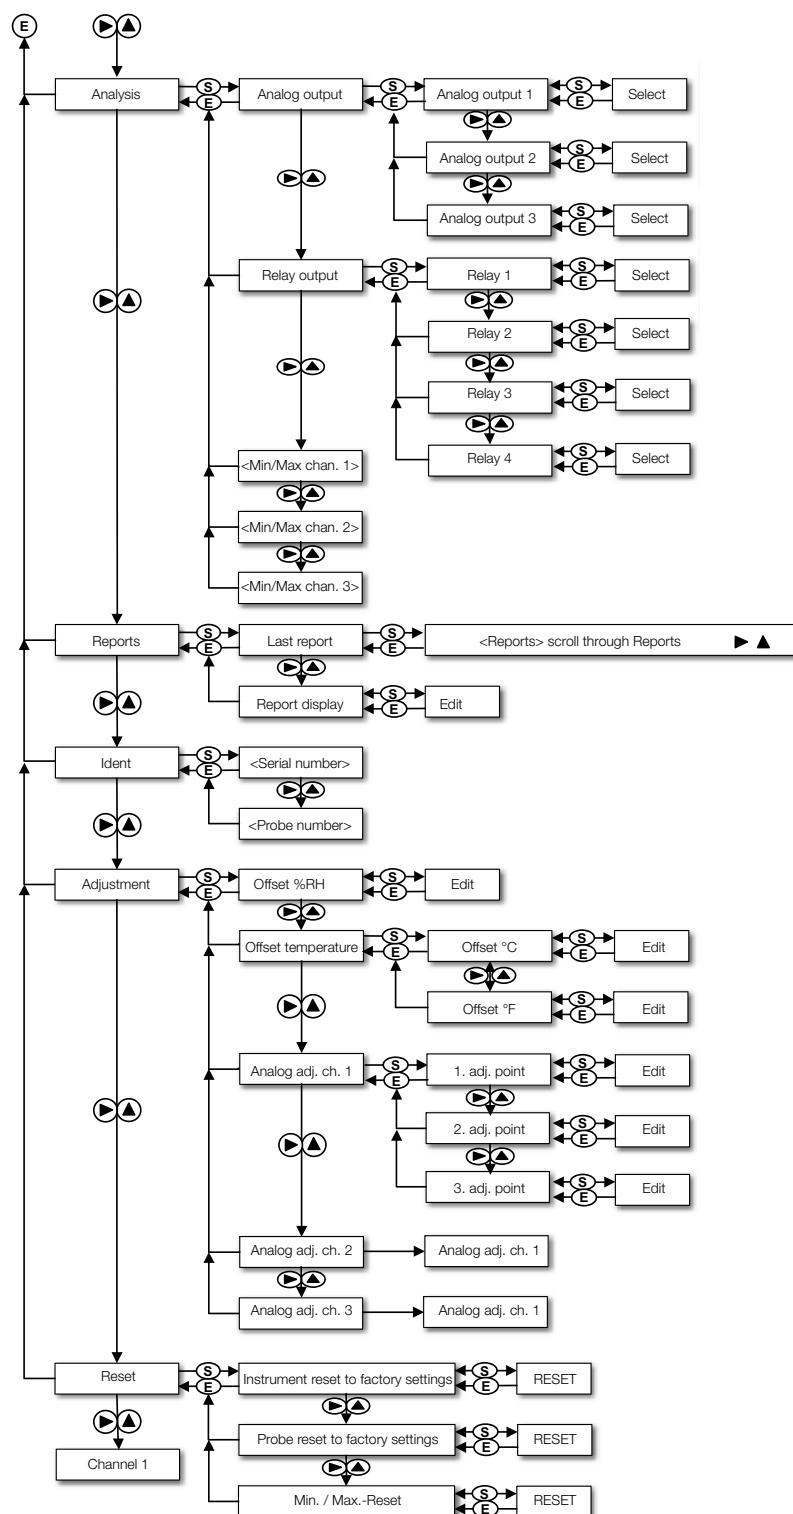 E
Analysis S E Analog output S E Analog output 1 S E Select
Analog output 2 S E Select
Analog output 3 S E Select
Relay output S E Relay 1 S E Select
Relay 2 S E Select
Relay 3 S E Select
Relay 4 S E Select
<Min/Max chan. 1>
<Min/Max chan. 2>
<Min/Max chan. 3>
Reports S E Last report S E <Reports> scroll through Reports
Report display S E Edit
Ident S E <Serial number>
<Probe number>
Adjustment S E Offset %RH S E Edit
Offset temperature S E Offset °C S E Edit
Offset °F S E Edit
Analog adj. ch. 1 S E 1. adj. point S E Edit
2. adj. point S E Edit
3. adj. point S E Edit
Analog adj. ch. 2 Analog adj. ch. 1
Analog adj. ch. 3 Analog adj. ch. 1
Reset S E Instrument reset to factory settings S E RESET
Probe reset to factory settings S E RESET
Channel 1
Min. / Max.-Reset S E RESET